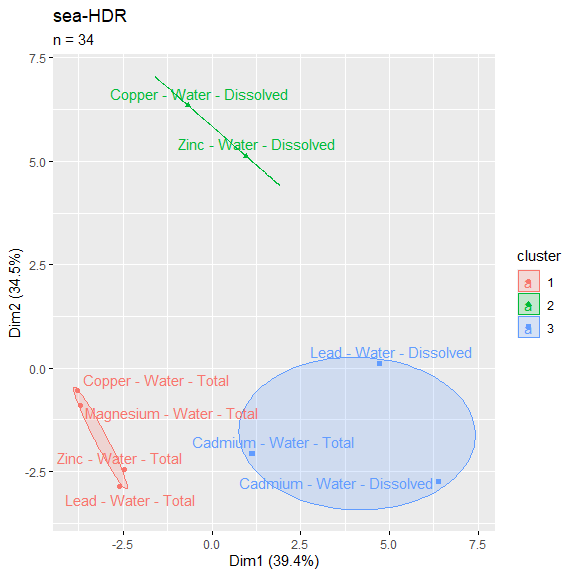 sea-HDR
n = 34
7.5
5.0
2.5
0.0
-2.5
Dim2 (34.5%)
Copper - Water - Dissolved
Zinc - Water - Dissolved
Lead - Water - Dissolved
Copper - Water - Total
Magnesium - Water - Total
Cadmium - Water - Total
Zinc - Water - Total
Cadmium - Water - Dissolved
Lead - Water - Total
-2.5
0.0
2.5
5.0
7.5
Dim1 (39.4%)
cluster
a 1
a 2
a 3